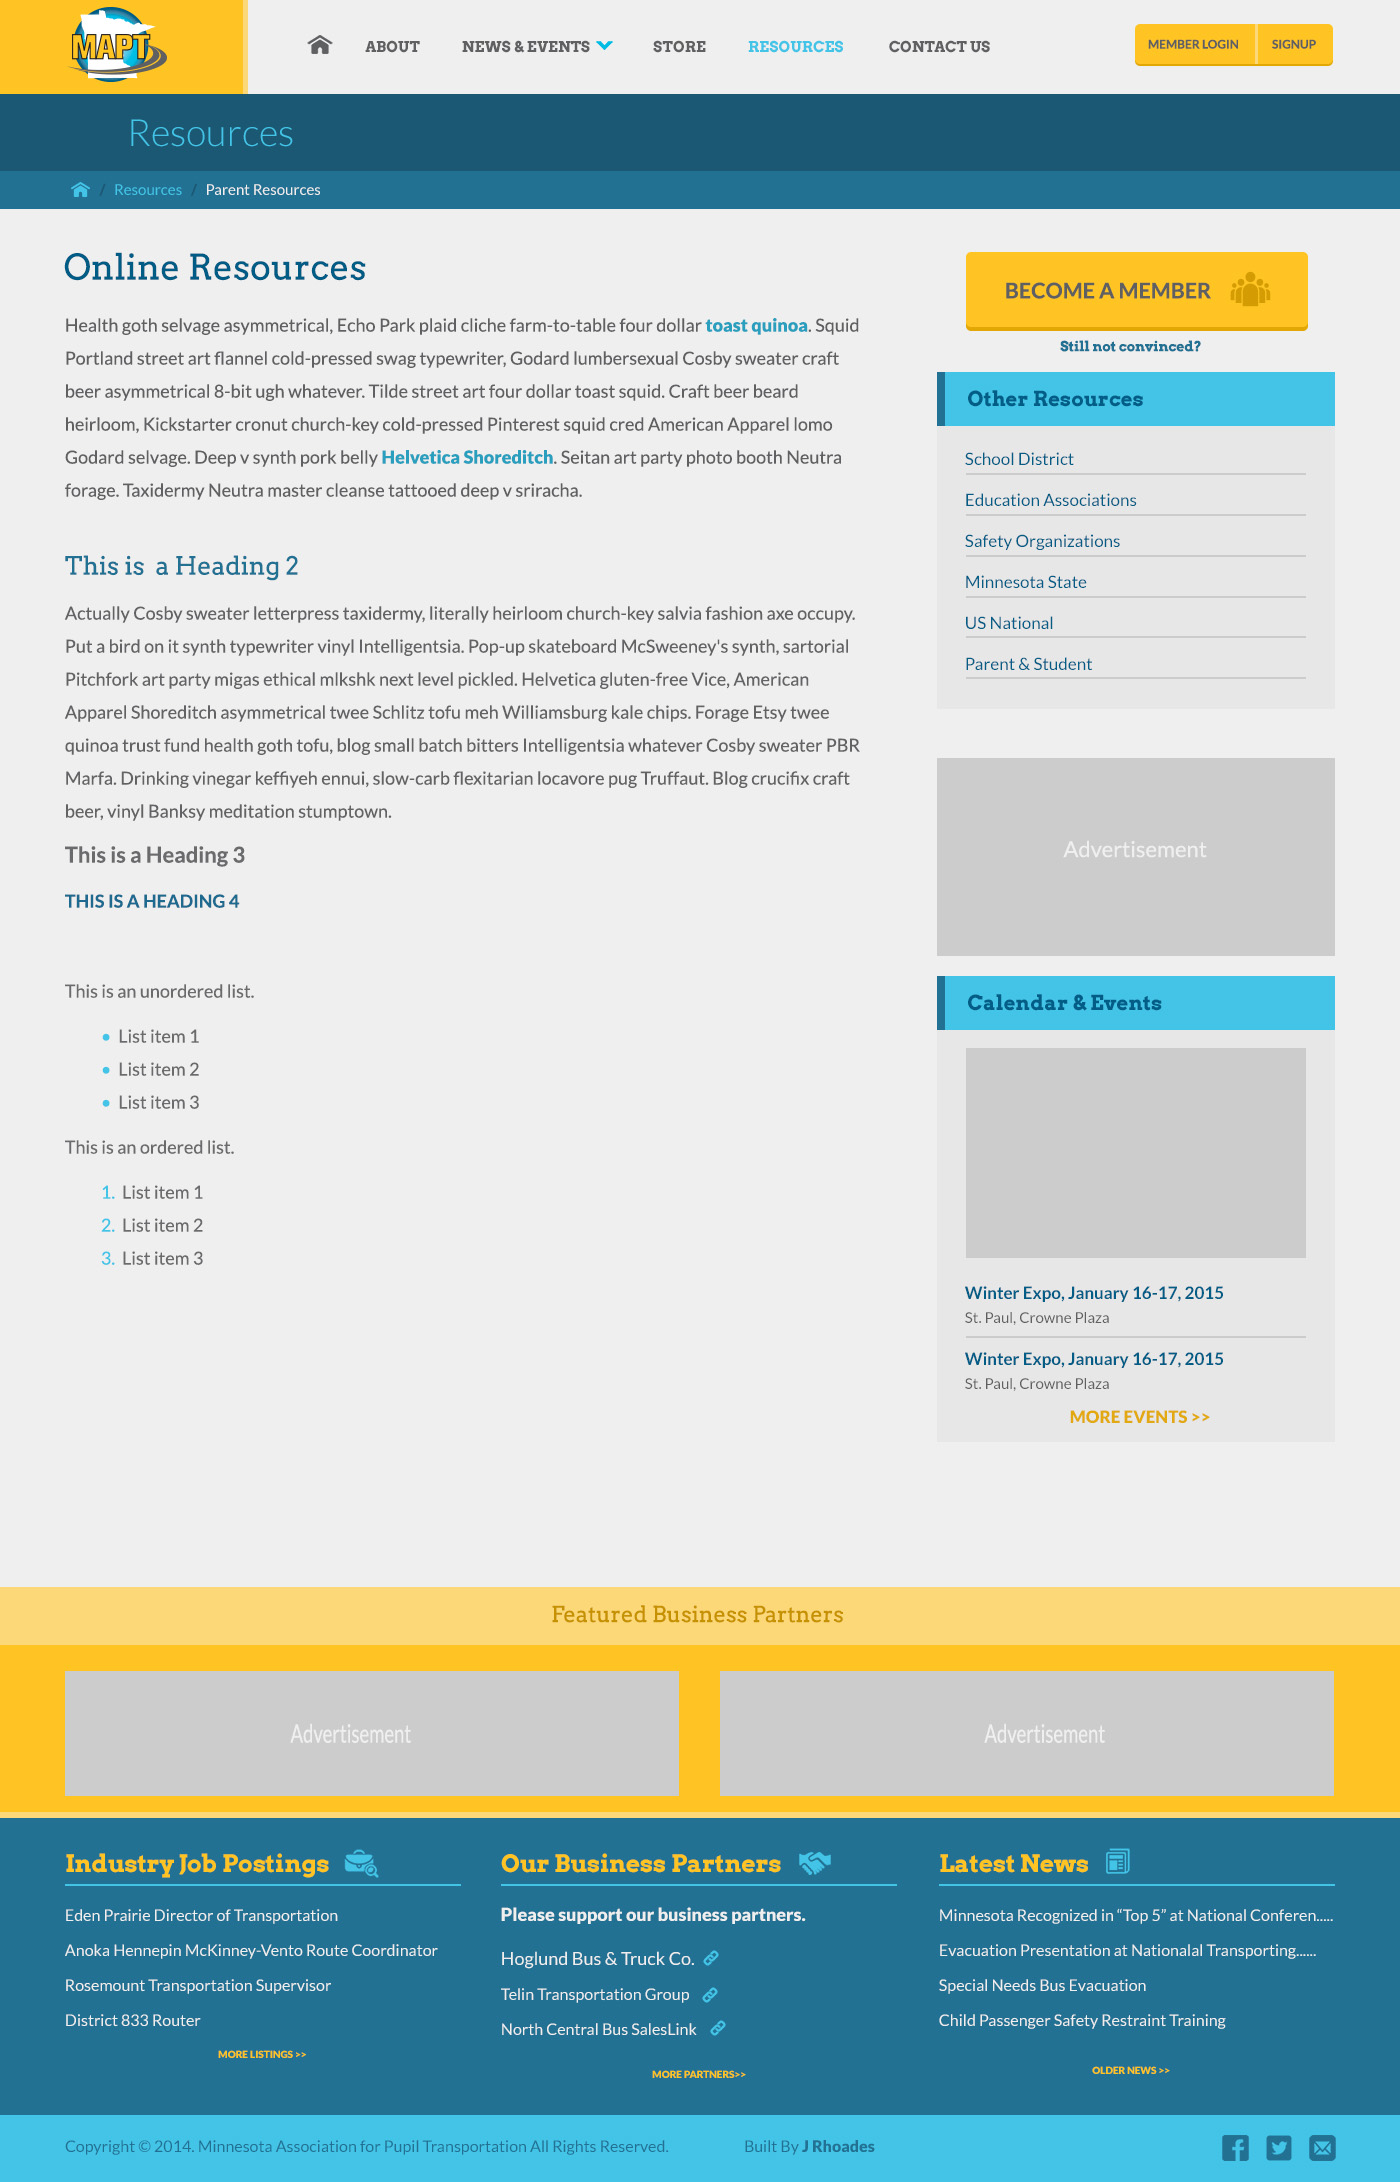 MAPT
ABOUT
NEWS & EVENTS
STORE
RESOURCES
CONTACT US
MEMBER LOGIN
SIGNUP
Resources
/ Resources / Parent Resources
Online Resources
Health goth selvage asymmetrical, Echo Park plaid cliche farm-to-table four dollar toast quinoa. Squid
Portland street art flannel cold-pressed swag typewriter, Godard lumbersexual Cosby sweater craft
beer asymmetrical 8-bit ugh whatever. Tilde street art four dollar toast squid. Craft beer beard
heirloom, Kickstarter cronut church-key cold-pressed Pinterest squid cred American Apparel lomo
Godard selvage. Deep v synth pork belly Helvetica Shoreditch. Seitan art party photo booth Neutra
forage. Taxidermy Neutra master cleanse tattooed deep v sriracha.
This is a Heading 2
Actually Cosby sweater letterpress taxidermy, literally heirloom church-key salvia fashion axe occupy.
Put a bird on it synth typewriter vinyl Intelligentsia. Pop-up skateboard McSweeney's synth, sartorial
Pitchfork art party migas ethical mlkshk next level pickled. Helvetica gluten-free Vice, American
Apparel Shoreditch asymmetrical twee Schlitz tofu meh Williamsburg kale chips. Forage Etsy twee
quinoa trust fund health goth tofu, blog small batch bitters Intelligentsia whatever Cosby sweater PBR
Marfa. Drinking vinegar keffiyeh ennui, slow-carb flexitarian locavore pug Truffaut. Blog crucifix craft
beer, vinyl Banksy meditation stumptown.
This is a Heading 3
THIS IS A HEADING 4
This is an unordered list.
• List item 1
• List item 2
• List item 3
This is an ordered list.
1. List item 1
2. List item 2
3. List item 3
BECOME A MEMBER
Still not convinced?
Other Resources
School District
Education Associations
Safety Organizations
Minnesota State
US National
Parent & Student
Advertisement
Calendar & Events
Winter Expo, January 16-17, 2015
St. Paul, Crowne Plaza
Winter Expo, January 16-17, 2015
St. Paul, Crowne Plaza
MORE EVENTS >>
Featured Business Partners
Advertisement
Advertisement
Industry Job Postings
Eden Prairie Director of Transportation
Anoka Hennepin McKinney-Vento Route Coordinator
Rosemount Transportation Supervisor
District 833 Router
MORE LISTINGS >>
Our Business Partners
Please support our business partners.
Hoglund Bus & Truck Co.
Telin Transportation Group
North Central Bus SalesLink
MORE PARTNERS>>
Latest News
Minnesota Recognized in “Top 5” at National Conferen.....
Evacuation Presentation at Nationalal Transporting......
Special Needs Bus Evacuation
Child Passenger Safety Restraint Training
OLDER NEWS >>
Copyright © 2014. Minnesota Association for Pupil Transportation All Rights Reserved.
Built By J Rhoades